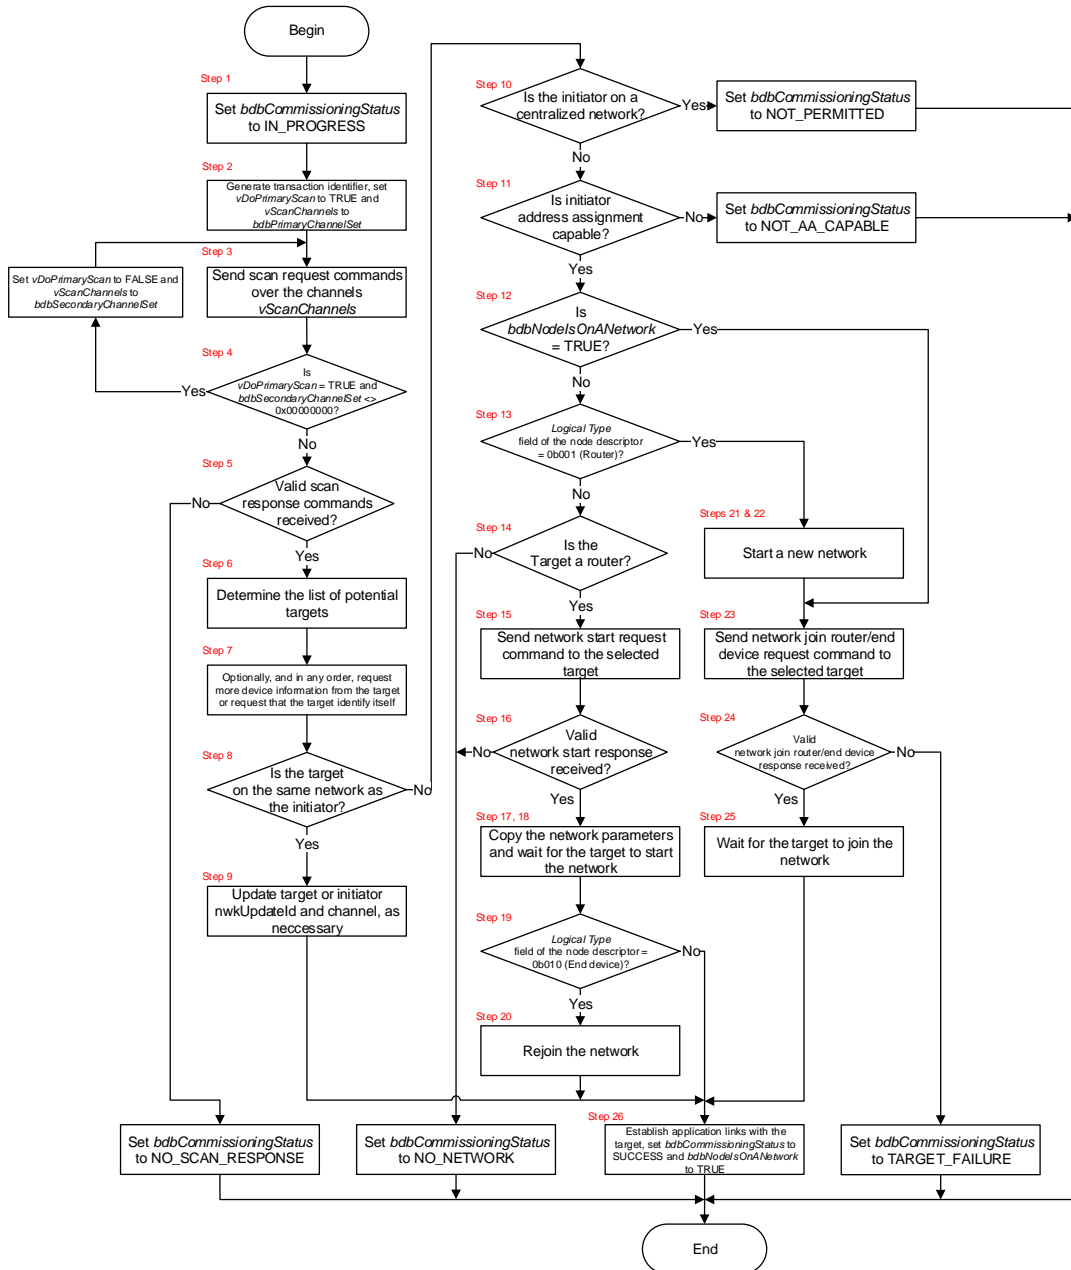 Begin
Step 1
Set bdbCommissioningStatus
to IN_PROGRESS
Step 2
Generate transaction identifier, set
vDoPrimaryScan to TRUE and
vScanChannels to
bdbPrimaryChannelSet
Step 3
Set vDoPrimaryScan to FALSE and
vScanChannels to
bdbSecondaryChannelSet
Send scan request commands
over the channels
vScanChannels
Step 4
Is
vDoPrimaryScan = TRUE and
bdbSecondaryChannelSet <>
0x00000000?
Yes
No
Step 5
Valid scan
response commands
received?
No
Yes
Step 6
Determine the list of potential
targets
Step 7
Optionally, and in any order, request
more device information from the target
or request that the target identify itself
Step 8
Is the target
on the same network as
the initiator?
No
Yes
Step 9
Update target or initiator
nwkUpdateId and channel, as
neccessary
Step 10
Is the initiator on a
centralized network?
Yes
Set bdbCommissioningStatus
to NOT_PERMITTED
No
Step 11
Is initiator
address assignment
capable?
No
Set bdbCommissioningStatus
to NOT_AA_CAPABLE
Yes
Step 12
Is
bdbNodeIsOnANetwork
= TRUE?
Yes
No
Step 13
Logical Type
field of the node descriptor
= 0b001 (Router)?
Yes
No
Step 14
Is the
Target a router?
No
Yes
Steps 21 & 22
Start a new network
Step 15
Send network start request
command to the selected
target
Step 23
Send network join router/end
device request command to
the selected target
Step 16
Valid
network start response
received?
No
Yes
Step 24
Valid
network join router/end device
response received?
No
Yes
Step 17, 18
Copy the network parameters
and wait for the target to start
the network
Step 25
Wait for the target to join the
network
Step 19
Logical Type
field of the node descriptor =
0b010 (End device)?
No
Yes
Step 20
Rejoin the network
Set bdbCommissioningStatus
to NO_SCAN_RESPONSE
Set bdbCommissioningStatus
to NO_NETWORK
Step 26
Establish application links with the
target, set bdbCommissioningStatus to
SUCCESS and bdbNodeIsOnANetwork
to TRUE
Set bdbCommissioningStatus
to TARGET_FAILURE
End